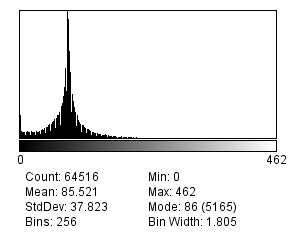 0 462
Count: 64516 Min: 0
Mean: 85.521 Max: 462
StdDev: 37.823 Mode: 86 (5165)
Bins: 256 Bin Width: 1.805